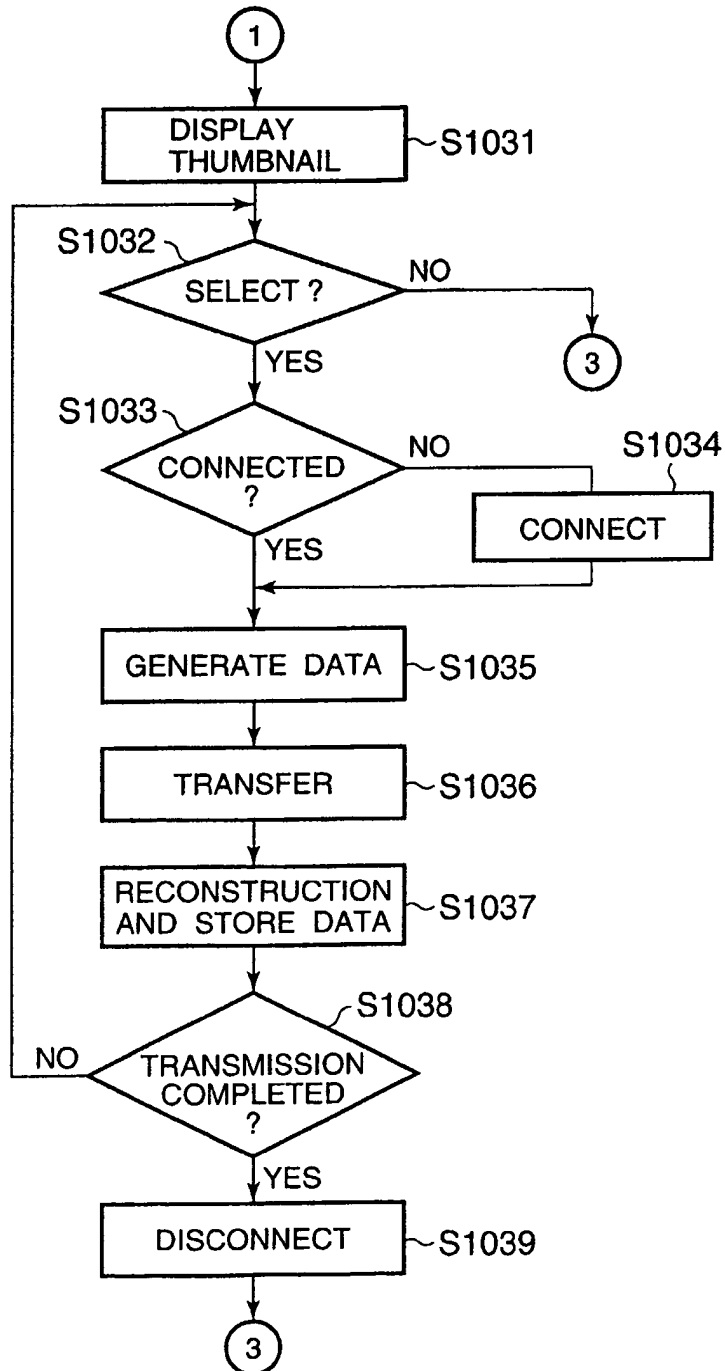 1
DISPLAY
THUMBNAIL
S1031
S1032
SELECT ?
NO
3
YES
S1033
CONNECTED
?
NO
S1034
CONNECT
YES
GENERATE DATA
S1035
TRANSFER
S1036
RECONSTRUCTION
AND STORE DATA
S1037
S1038
NO
TRANSMISSION
COMPLETED
?
YES
DISCONNECT
S1039
3